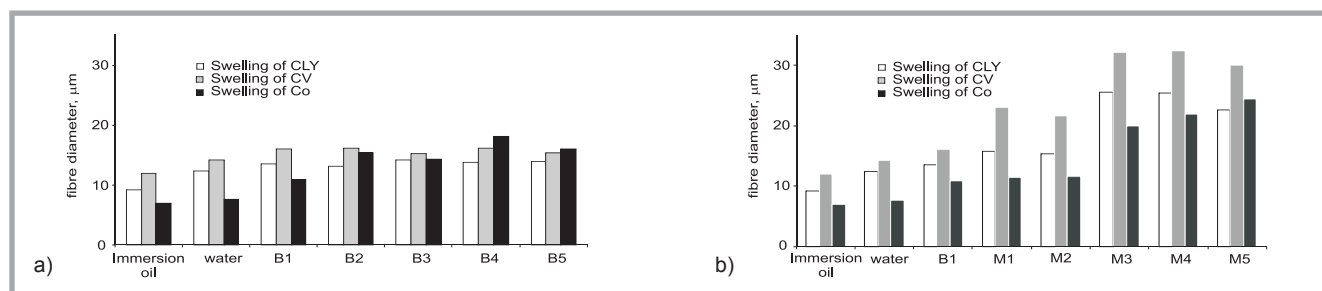 30
20
10
0
fibre diameter, μm
Swelling of CLY
Swelling of CV
Swelling of Co
Immersion
oil
water
B1
B2
B3
B4
B5
a)
30
20
10
0
fibre diameter, μm
Swelling of CLY
Swelling of CV
Swelling of Co
Immersion
oil
water
B1
M1
M2
M3
M4
M5
b)